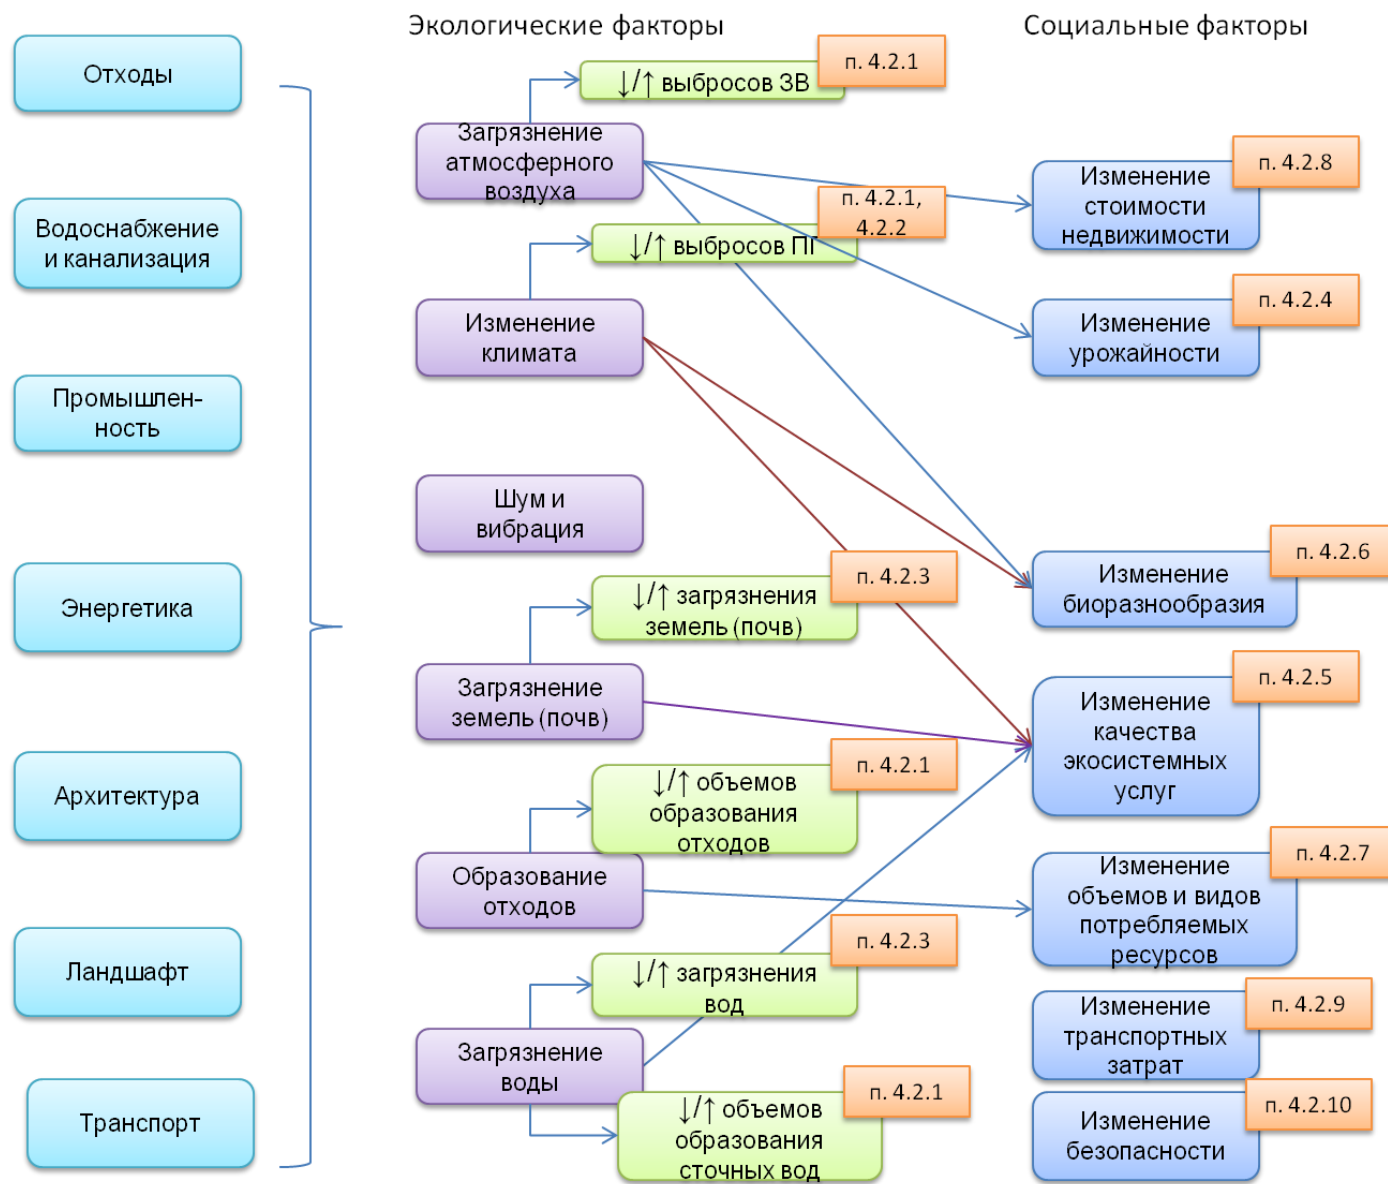 Экологические факторы
Социальные факторы
Отходы
Водоснабжение
и канализация
Промышлен-
ность
Энергетика
Архитектура
Ландшафт
Транспорт
↓/↑ выбросов ЗВ
п. 4.2.1
Загрязнение
атмосферного
воздуха
п. 4.2.1,
4.2.2
↓/↑ выбросов ПГ
Изменение
климата
Шум и
вибрация
п. 4.2.3
↓/↑ загрязнения
земель (почв)
Загрязнение
земель (почв)
п. 4.2.1
↓/↑ объемов
образования
отходов
Образование
отходов
п. 4.2.3
↓/↑ загрязнения
вод
Загрязнение
воды
п. 4.2.1
↓/↑ объемов
образования
сточных вод
п. 4.2.8
Изменение
стоимости
недвижимости
п. 4.2.4
Изменение
урожайности
п. 4.2.6
Изменение
биоразнообразия
п. 4.2.5
Изменение
качества
экосистемных
услуг
п. 4.2.7
Изменение
объемов и видов
потребляемых
ресурсов
п. 4.2.9
Изменение
транспортных
затрат
п. 4.2.10
Изменение
безопасности